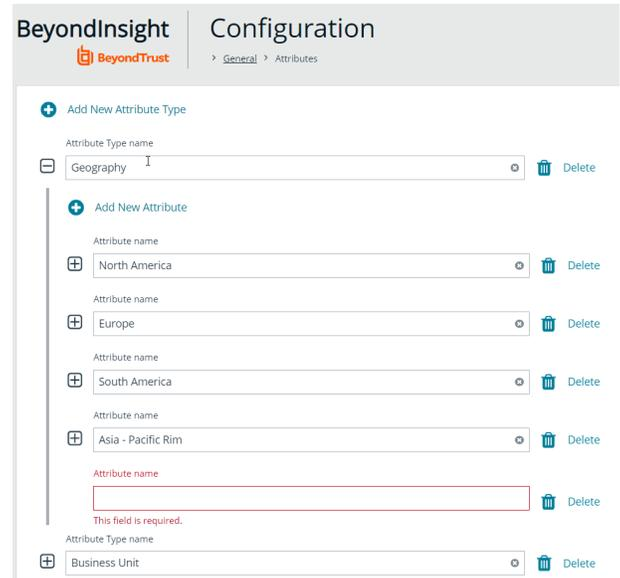 BeyondInsight
BeyondTrust
Configuration
> General > Attributes
Add New Attribute Type
Attribute Type name
Geography
Delete
Add New Attribute
Attribute name
North America
Delete
Attribute name
Europe
Delete
Attribute name
South America
Delete
Attribute name
Asia - Pacific Rim
Delete
Attribute name
Delete
This field is required.
Attribute Type name
Business Unit
Delete